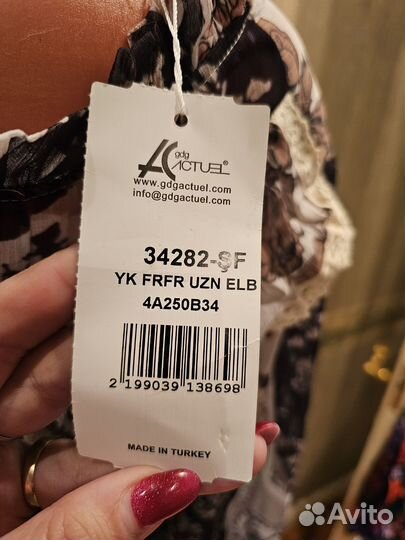 gdg
ACTUEL®
www.gdgactuel.com
info@gdgactuel.com
34282-ŞF
YK FRFR UZN ELB
4A250B34
2 199039 138698
MADE IN TURKEY
Avito